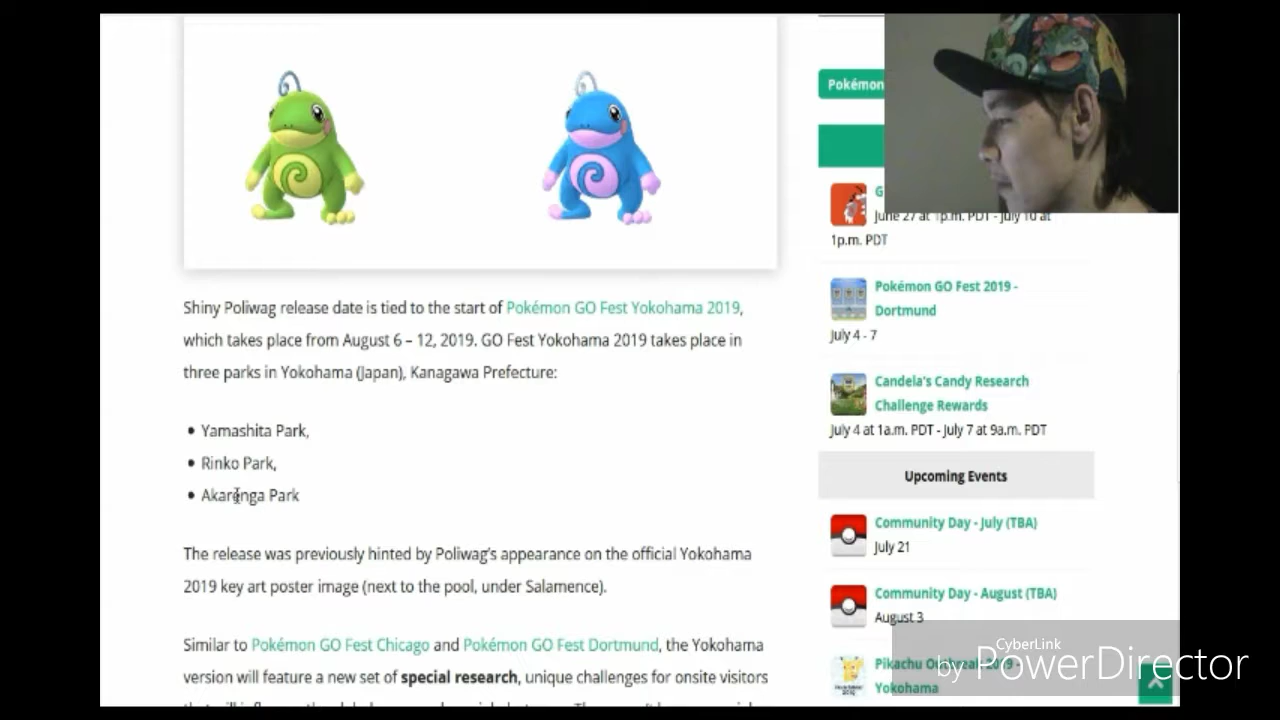 Shiny Poliwag release date is tied to the start of Pokémon GO Fest Yokohama 2019,
which takes place from August 6 – 12, 2019. GO Fest Yokohama 2019 takes place in
three parks in Yokohama (Japan), Kanagawa Prefecture:
• Yamashita Park,
• Rinko Park,
• Akarenga Park
The release was previously hinted by Poliwag's appearance on the official Yokohama
2019 key art poster image (next to the pool, under Salamence).
Similar to Pokémon GO Fest Chicago and Pokémon GO Fest Dortmund, the Yokohama
version will feature a new set of special research, unique challenges for onsite visitors
Pokémon
G
June 27 at 1p.m. PDT - July 10 at
1p.m. PDT
Pokémon GO Fest 2019 -
Dortmund
July 4 - 7
Candela's Candy Research
Challenge Rewards
July 4 at 1a.m. PDT - July 7 at 9a.m. PDT
Upcoming Events
Community Day - July (TBA)
July 21
Community Day - August (TBA)
August 3
Pikachu Outbreak 2019 -
Yokohama
CyberLink
by PowerDirector